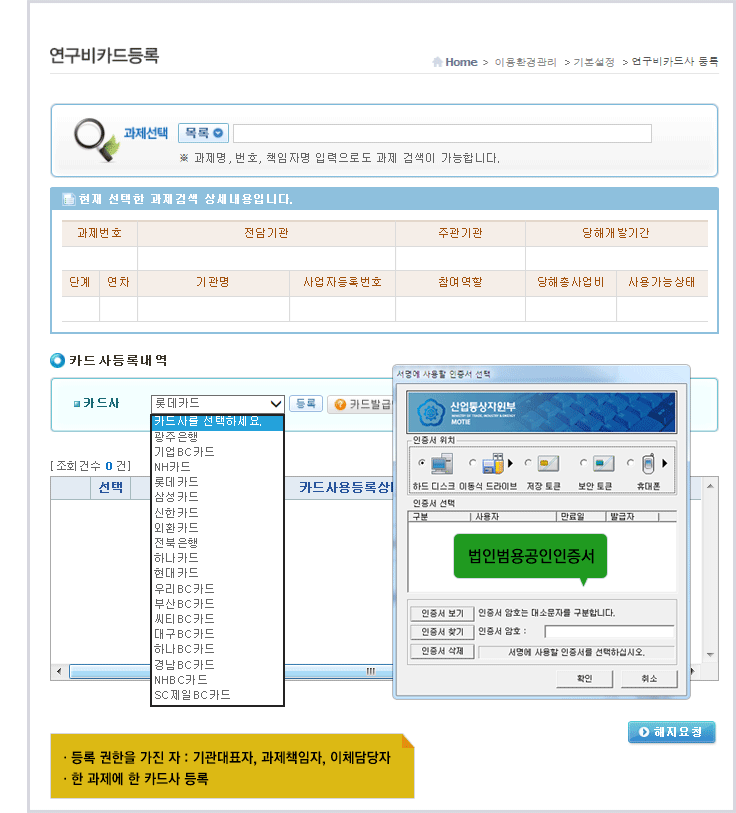 연구비카드등록
Home > 이용환경관리 > 기본설정 > 연구비카드사 등록
과제선택 목록
※ 과제명, 번호, 책임자명 입력으로도 과제 검색이 가능합니다.
현재 선택한 과제검색 상세내용입니다.
과제번호 전담기관 주관기관 당해개발기간
단계 연차 기관명 사업자등록번호 참여역할 당해총사업비 사용가능상태
카드사등록내역
카드사 롯데카드 등록 카드발급
카드사를 선택하세요.
광주은행
기업BC카드
NH카드
롯데카드
삼성카드
신한카드
외환카드
전북은행
하나카드
현대카드
우리BC카드
부산BC카드
씨티BC카드
대구BC카드
하나BC카드
경남BC카드
NHBC카드
SC제일BC카드
[조회건수 0 건]
선택 카드사용등록상
서명에 사용할 인증서 선택
산업통상자원부
MINISTRY OF TRADE, INDUSTRY & ENERGY
MOTIE
인증서 위치
하드 디스크 이동식 드라이브 저장 토큰 보안 토큰 휴대폰
인증서 선택
구분 사용자 만료일 발급자
법인범용공인인증서
인증서 보기 인증서 암호는 대소문자를 구분합니다.
인증서 찾기 인증서 암호 :
인증서 삭제 서명에 사용할 인증서를 선택하십시오.
확인 취소
해지요청
· 등록 권한을 가진 자 : 기관대표자, 과제책임자, 이체담당자
· 한 과제에 한 카드사 등록